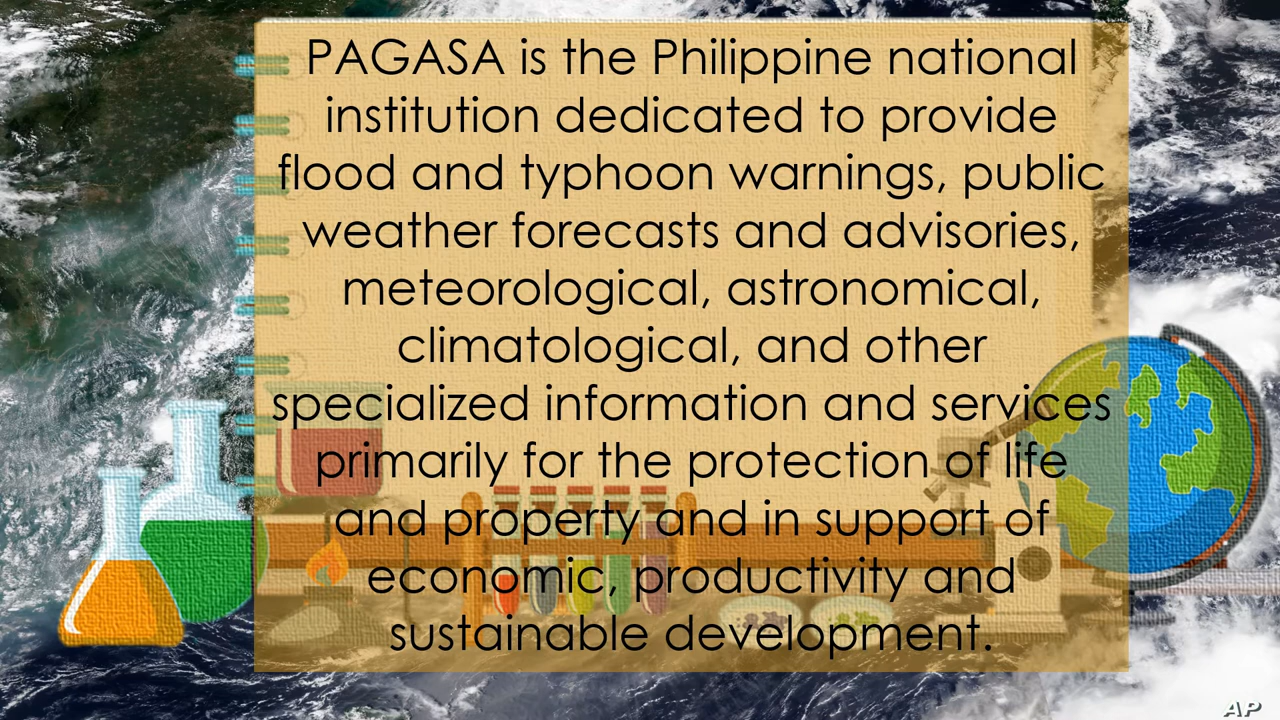 PAGASA is the Philippine national
institution dedicated to provide
flood and typhoon warnings, public
weather forecasts and advisories,
meteorological, astronomical,
climatological, and other
specialized information and services
primarily for the protection of life
and property and in support of
economic, productivity and
sustainable development.
AP